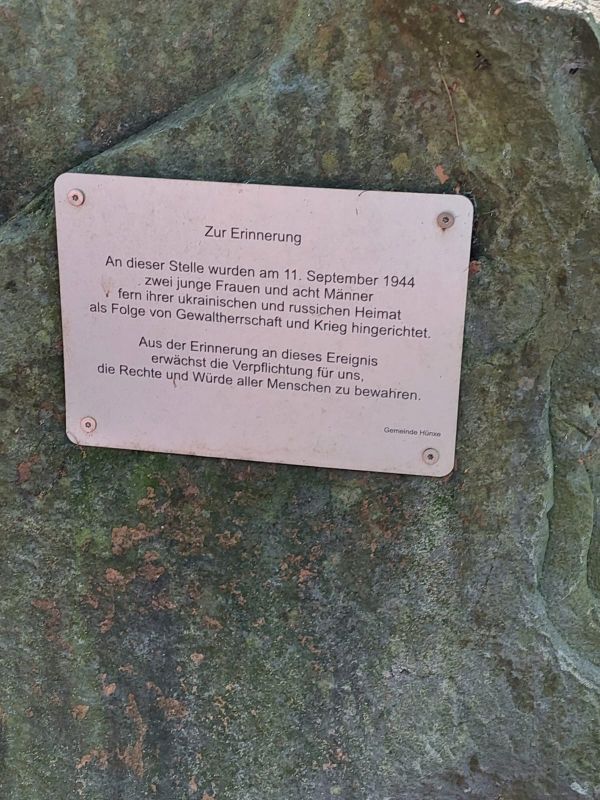 Zur Erinnerung
An dieser Stelle wurden am 11. September 1944
zwei junge Frauen und acht Männer
fern ihrer ukrainischen und russichen Heimat
als Folge von Gewaltherrschaft und Krieg hingerichtet.
Aus der Erinnerung an dieses Ereignis
erwächst die Verpflichtung für uns,
die Rechte und Würde aller Menschen zu bewahren.
Gemeinde Hünxe